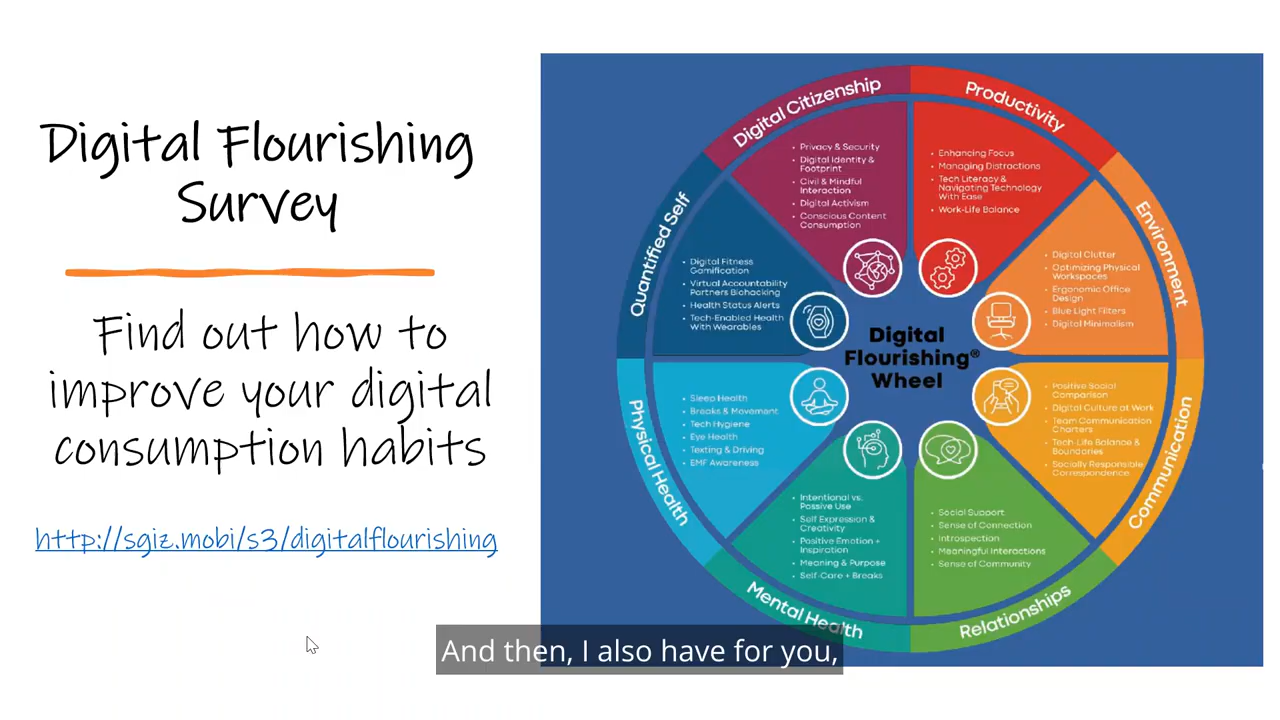 Digital Flourishing
Survey
Find out how to
improve your digital
consumption habits
http://sgiz.mobi/s3/digitalflourishing
Digital Citizenship
Privacy & Security
Digital Identity &
Footprint
Civil & Mindful
Interaction
Digital Activism
Conscious Content
Consumption
Productivity
Enhancing Focus
Managing Distractions
Tech Literacy &
Navigating Technology
With Ease
Work-Life Balance
Environment
Digital Clutter
Optimizing Physical
Workspaces
Ergonomic Office
Design
Blue Light Filters
Digital Minimalism
Communication
Positive Social
Comparison
Digital Culture at Work
Team Communication
Charters
Tech-Life Balance &
Boundaries
Socially Responsible
Correspondence
Relationships
Social Support
Sense of Connection
Introspection
Meaningful Interactions
Sense of Community
Mental Health
Intentional vs.
Passive Use
Self Expression &
Creativity
Positive Emotion +
Inspiration
Meaning & Purpose
Self-Care + Breaks
Physical Health
Sleep Health
Breaks & Movement
Tech Hygiene
Eye Health
Texting & Driving
EMF Awareness
Quantified Self
Digital Fitness
Gamification
Virtual Accountability
Partners Biohacking
Health Status Alerts
Tech-Enabled Health
With Wearables
Digital
Flourishing®
Wheel
And then, I also have for you,